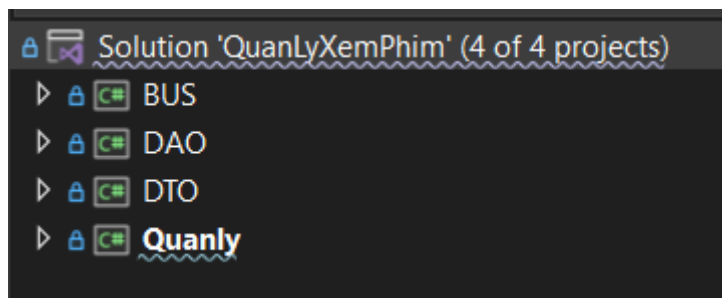 Solution 'QuanLyXemPhim' (4 of 4 projects)
C# BUS
C# DAO
C# DTO
C# Quanly